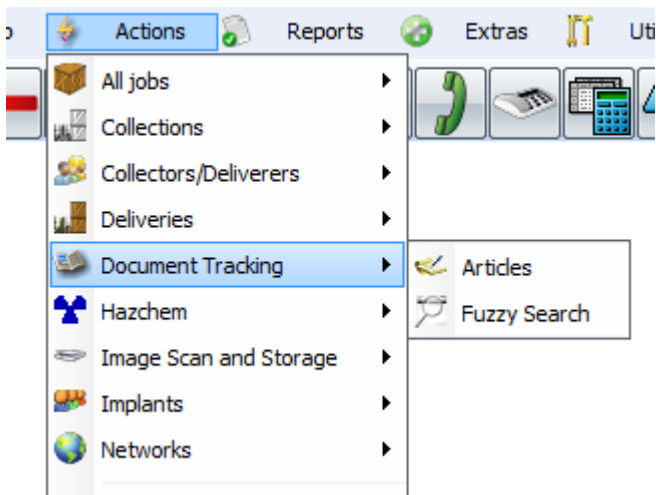 Actions Reports Extras Uti
All jobs
Collections
Collectors/Deliverers
Deliveries
Document Tracking
Articles
Hazchem
Fuzzy Search
Image Scan and Storage
Implants
Networks